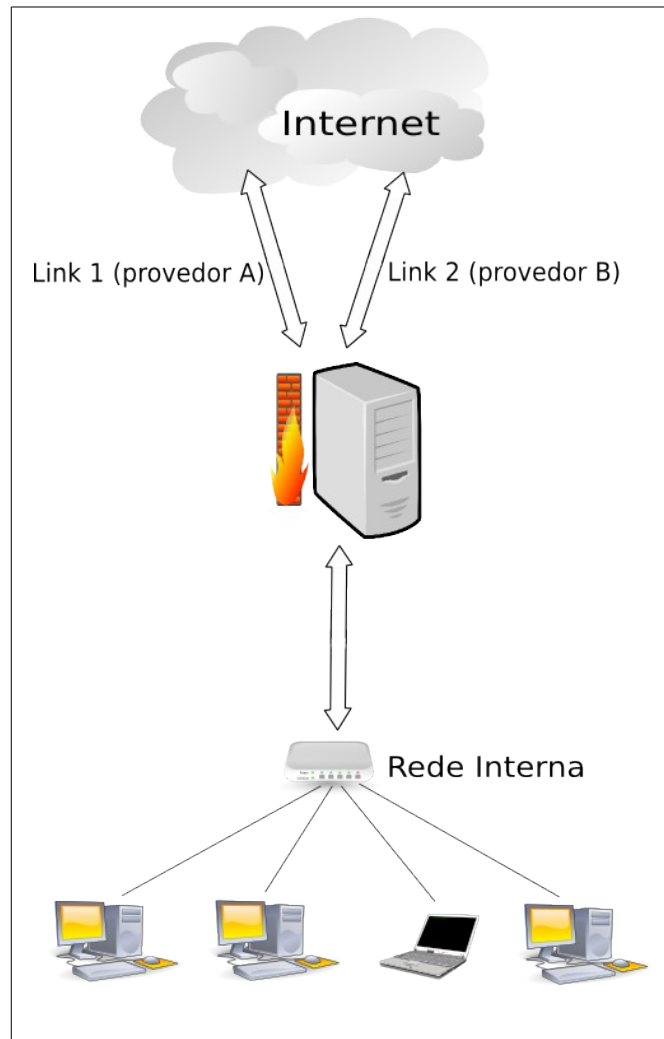 Internet
Link 1 (provedor A)
Link 2 (provedor B)
Rede Interna